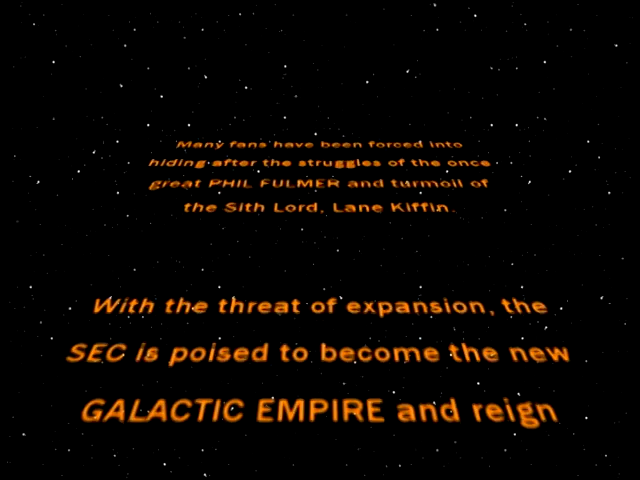 Many fans have been forced into
hiding after the struggles of the once
great PHIL FULMER and turmoil of
the Sith Lord, Lane Kiffin.
With the threat of expansion, the
SEC is poised to become the new
GALACTIC EMPIRE and reign